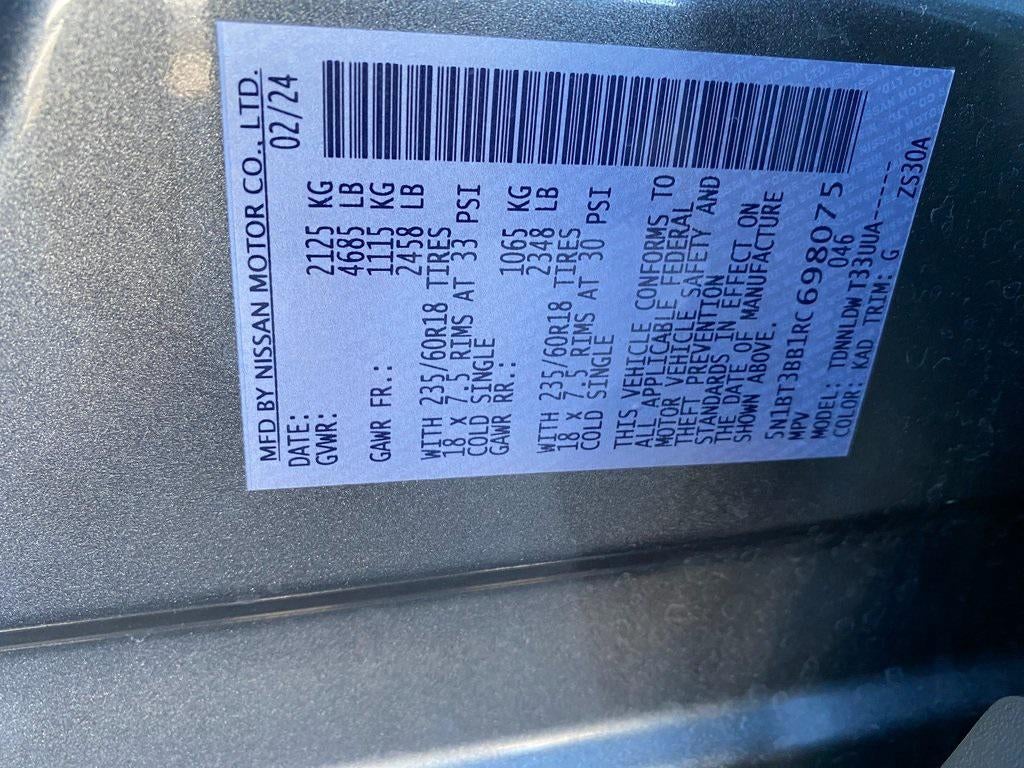 MFD BY NISSAN MOTOR CO., LTD.
DATE: 02/24
GVWR: 2125 KG
4685 LB
GAWR FR.: 1115 KG
2458 LB
WITH 235/60R18 TIRES
18 X 7.5 RIMS AT 33 PSI
COLD SINGLE
GAWR RR.: 1065 KG
2348 LB
WITH 235/60R18 TIRES
18 X 7.5 RIMS AT 30 PSI
COLD SINGLE
THIS VEHICLE CONFORMS TO
ALL APPLICABLE FEDERAL
MOTOR VEHICLE SAFETY AND
THEFT PREVENTION
STANDARDS IN EFFECT ON
THE DATE OF MANUFACTURE
SHOWN ABOVE.
5N1BT3BB1RC698075
MPV 046
MODEL: TDNNLDWT33UUA-----
COLOR: KAD TRIM: G ZS30A